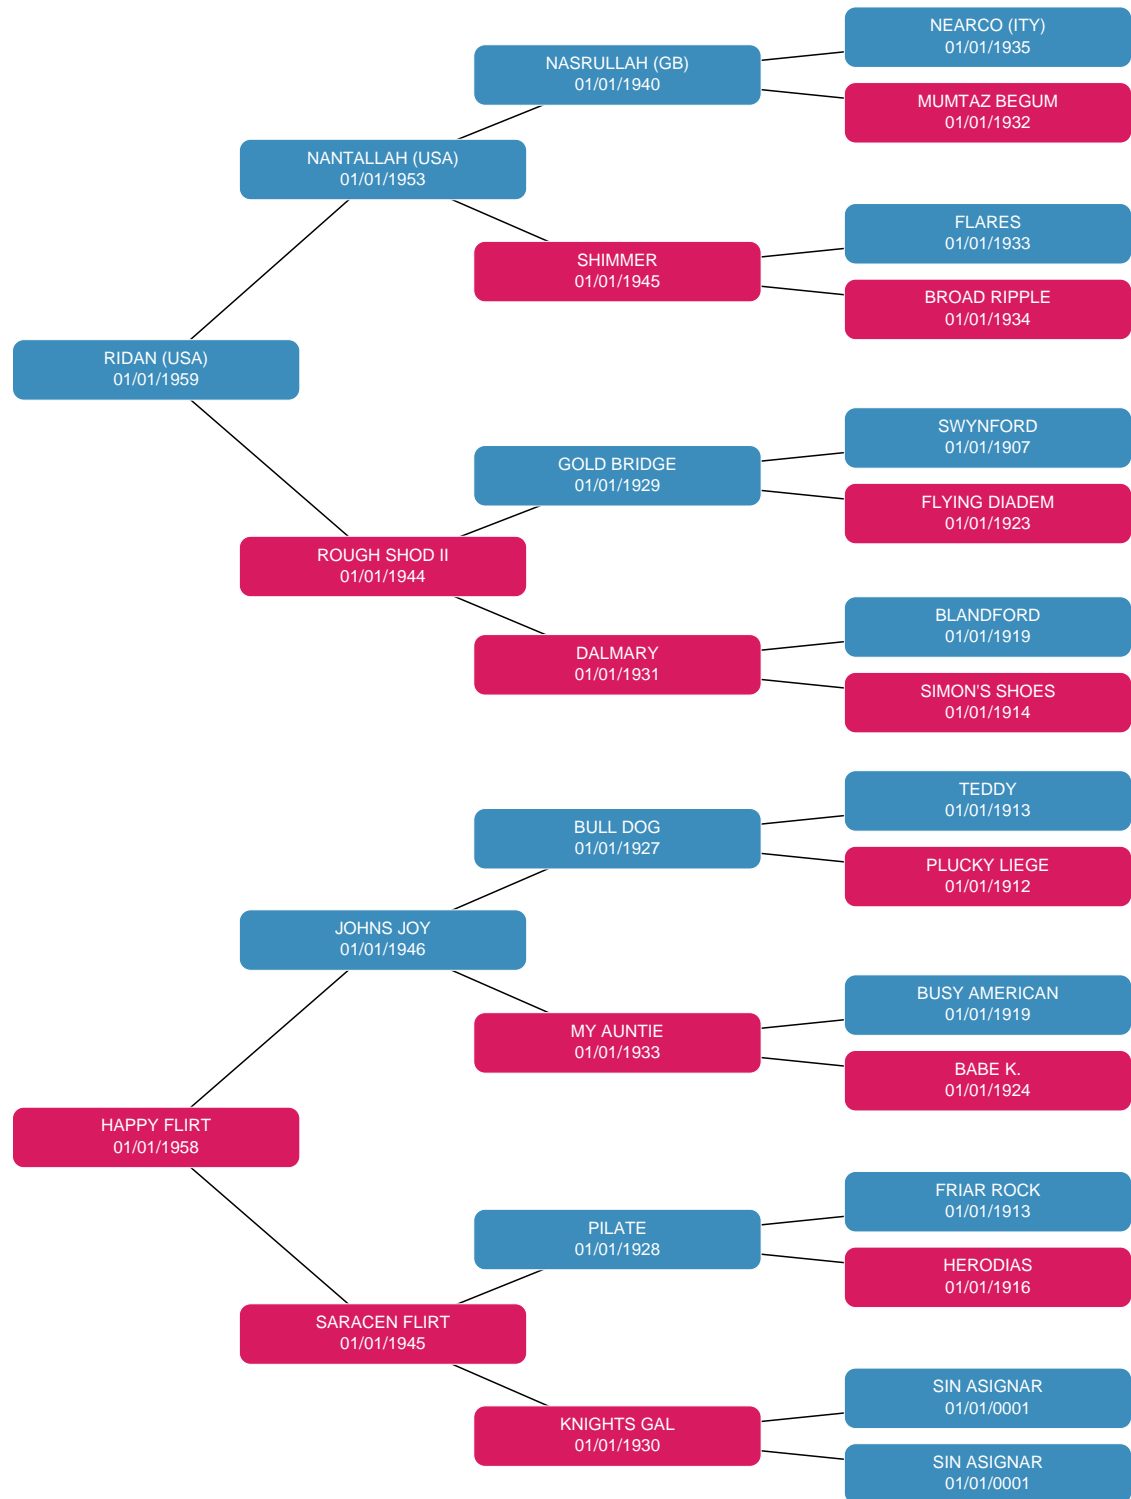 NEARCO (ITY)
01/01/1935
NASRULLAH (GB)
01/01/1940
MUMTAZ BEGUM
01/01/1932
NANTALLAH (USA)
01/01/1953
FLARES
01/01/1933
SHIMMER
01/01/1945
BROAD RIPPLE
01/01/1934
RIDAN (USA)
01/01/1959
SWYNFORD
01/01/1907
GOLD BRIDGE
01/01/1929
FLYING DIADEM
01/01/1923
ROUGH SHOD II
01/01/1944
BLANDFORD
01/01/1919
DALMARY
01/01/1931
SIMON'S SHOES
01/01/1914
TEDDY
01/01/1913
BULL DOG
01/01/1927
PLUCKY LIEGE
01/01/1912
JOHNS JOY
01/01/1946
BUSY AMERICAN
01/01/1919
MY AUNTIE
01/01/1933
BABE K.
01/01/1924
HAPPY FLIRT
01/01/1958
FRIAR ROCK
01/01/1913
PILATE
01/01/1928
HERODIAS
01/01/1916
SARACEN FLIRT
01/01/1945
SIN ASIGNAR
01/01/0001
KNIGHTS GAL
01/01/1930
SIN ASIGNAR
01/01/0001